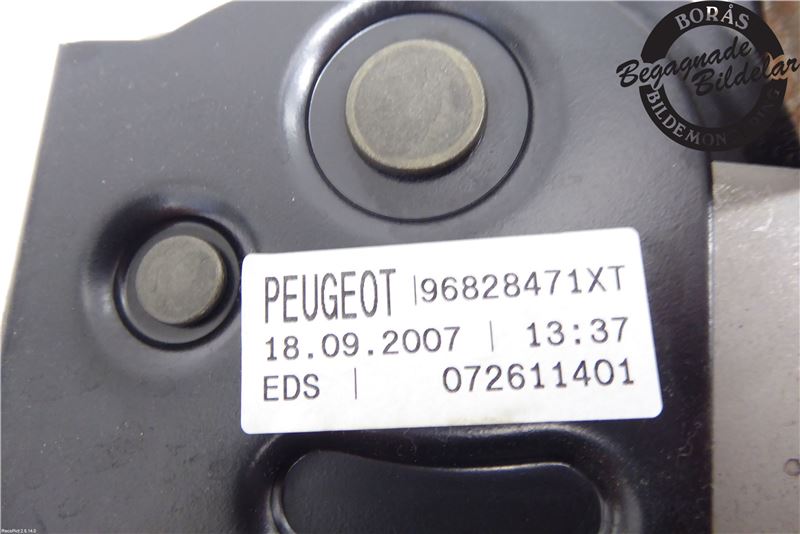 BORÅS
Begagnade
Bildelar
BILDEMONTERING
PEUGEOT | 96828471XT
18.09.2007 | 13:37
EDS | 072611401